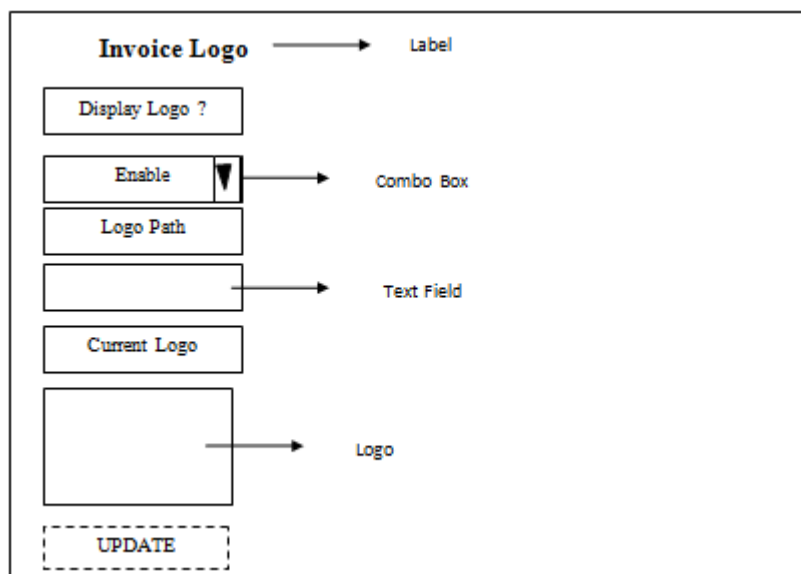 Invoice Logo
Label
Display Logo ?
Enable
Combo Box
Logo Path
Text Field
Current Logo
Logo
UPDATE